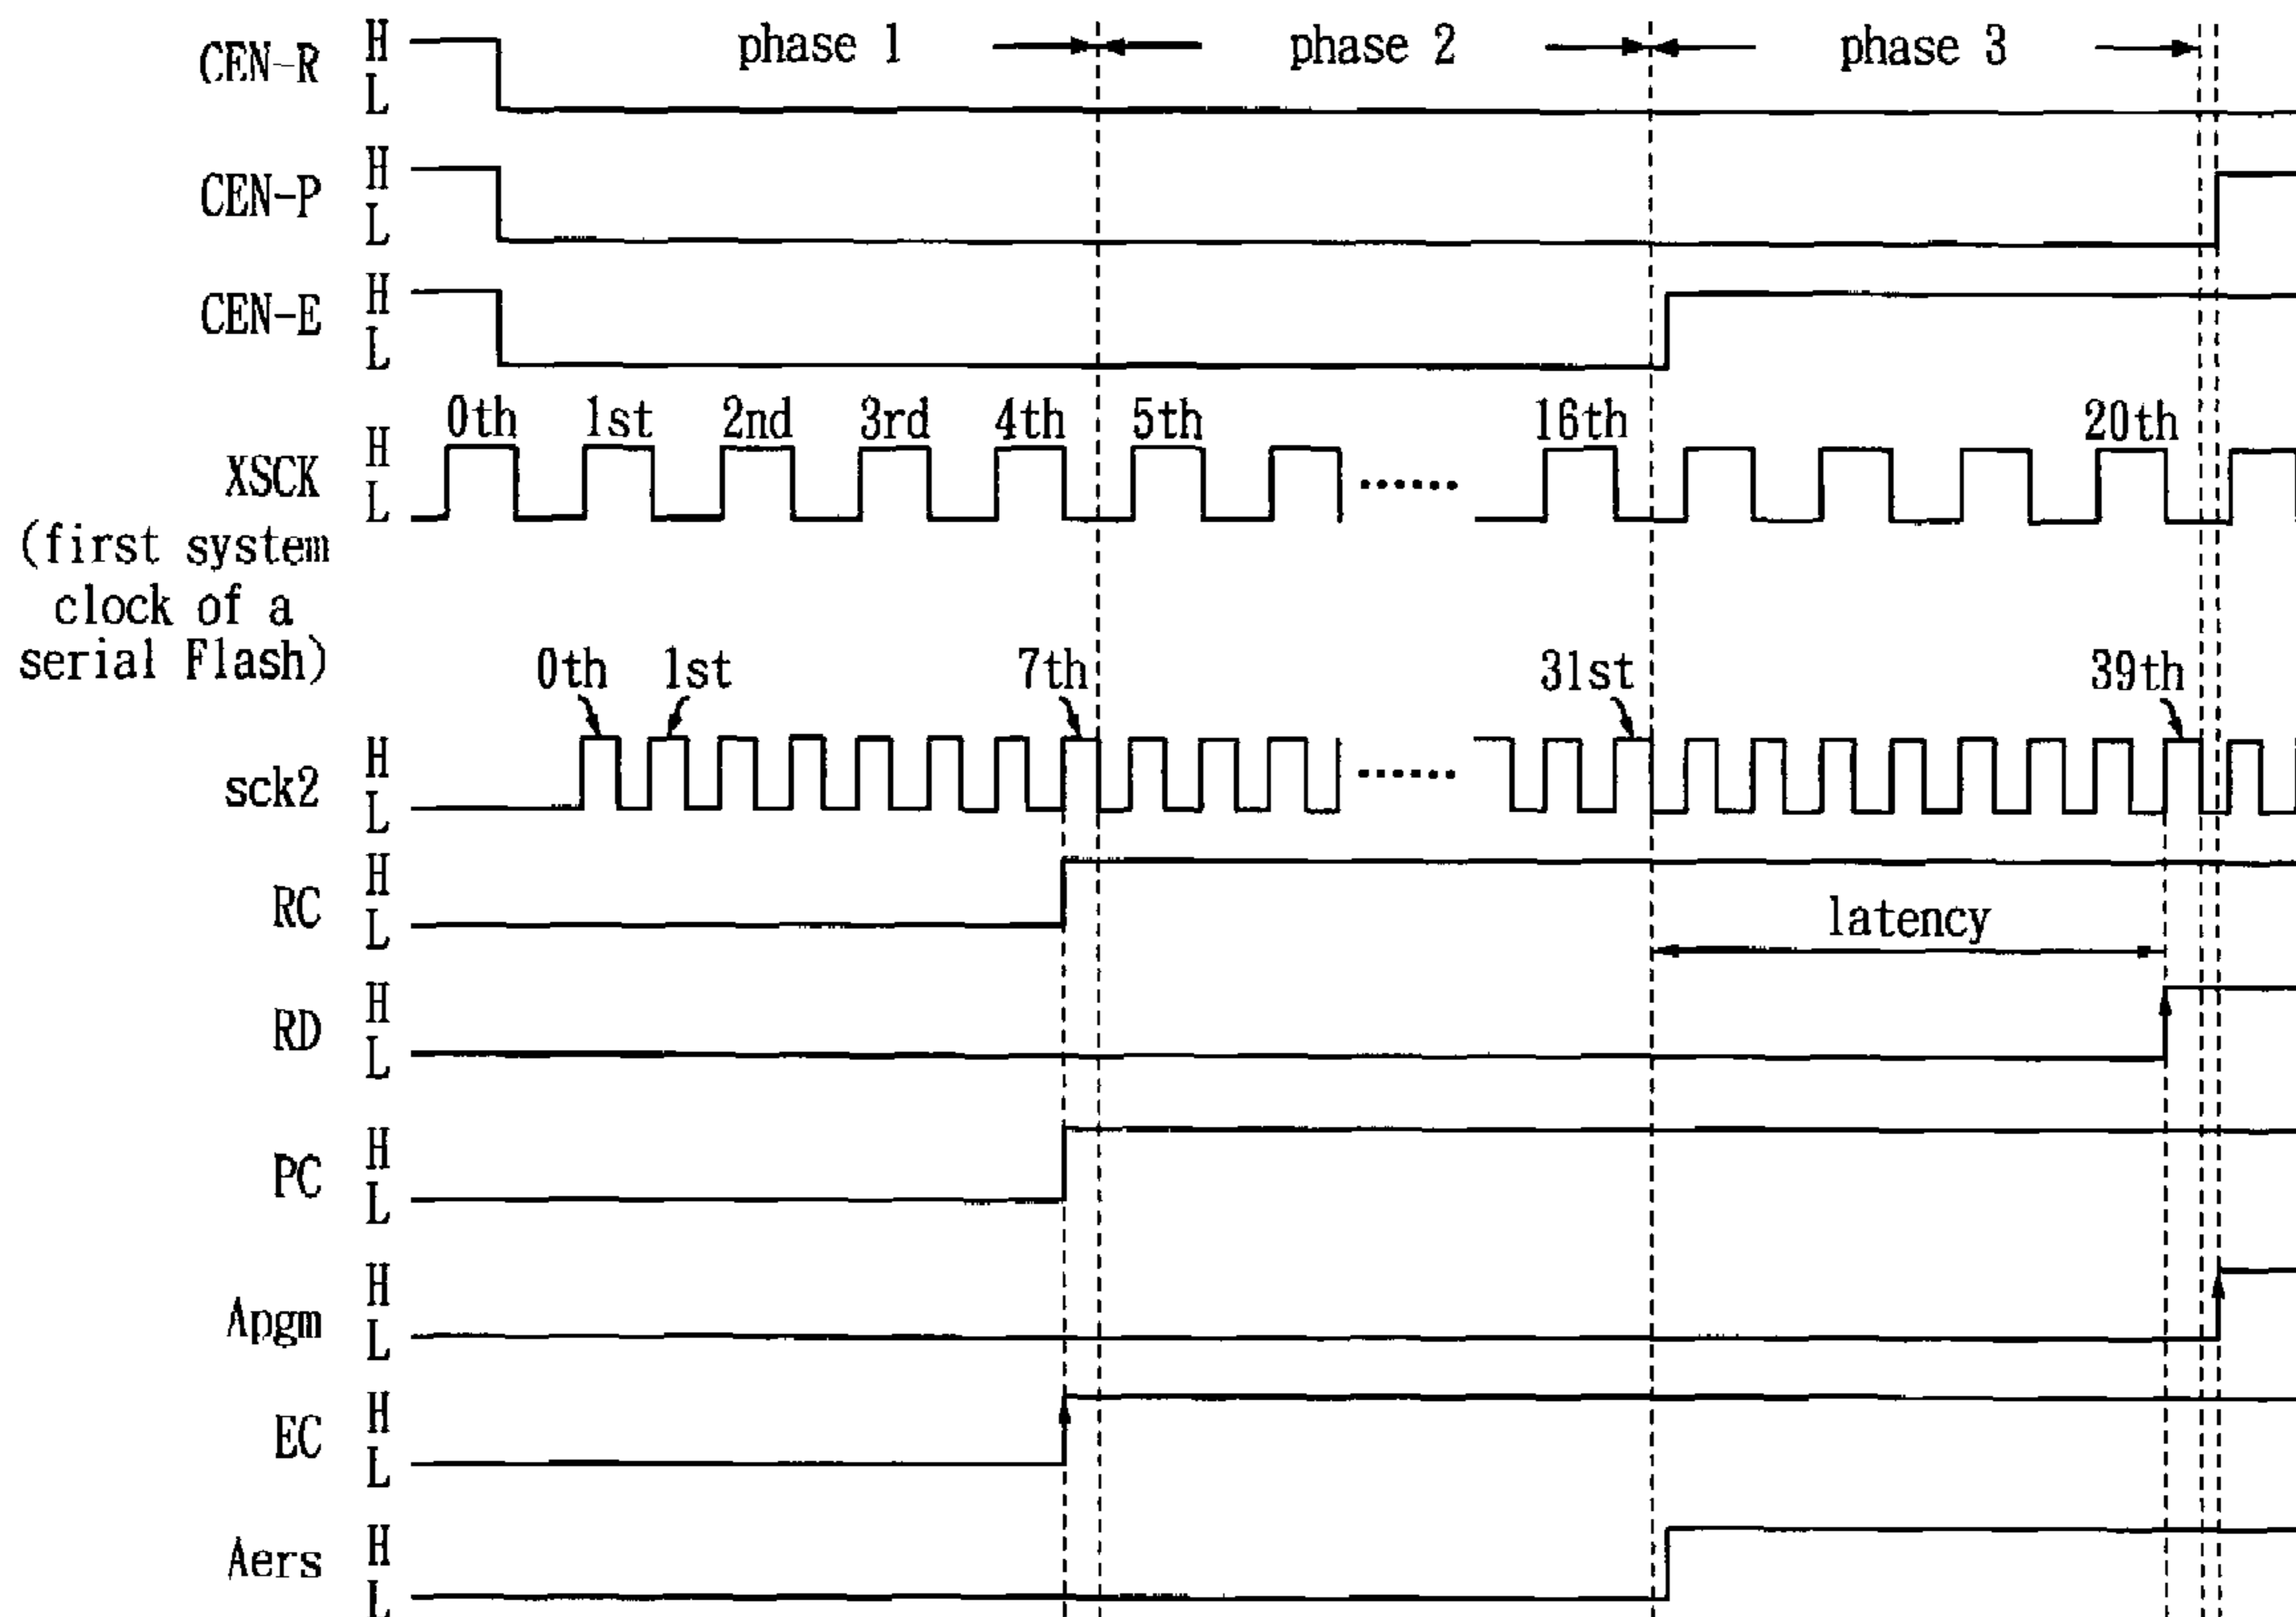 phase 1 phase 2 phase 3
CEN-R H L
CEN-P H L
CEN-E H L
0th 1st 2nd 3rd 4th 5th 16th 20th
XSCK H L
(first system
clock of a
serial Flash)
0th 1st 7th 31st 39th
sck2 H L
RC H L
latency
RD H L
PC H L
Apgm H L
EC H L
Aers H L